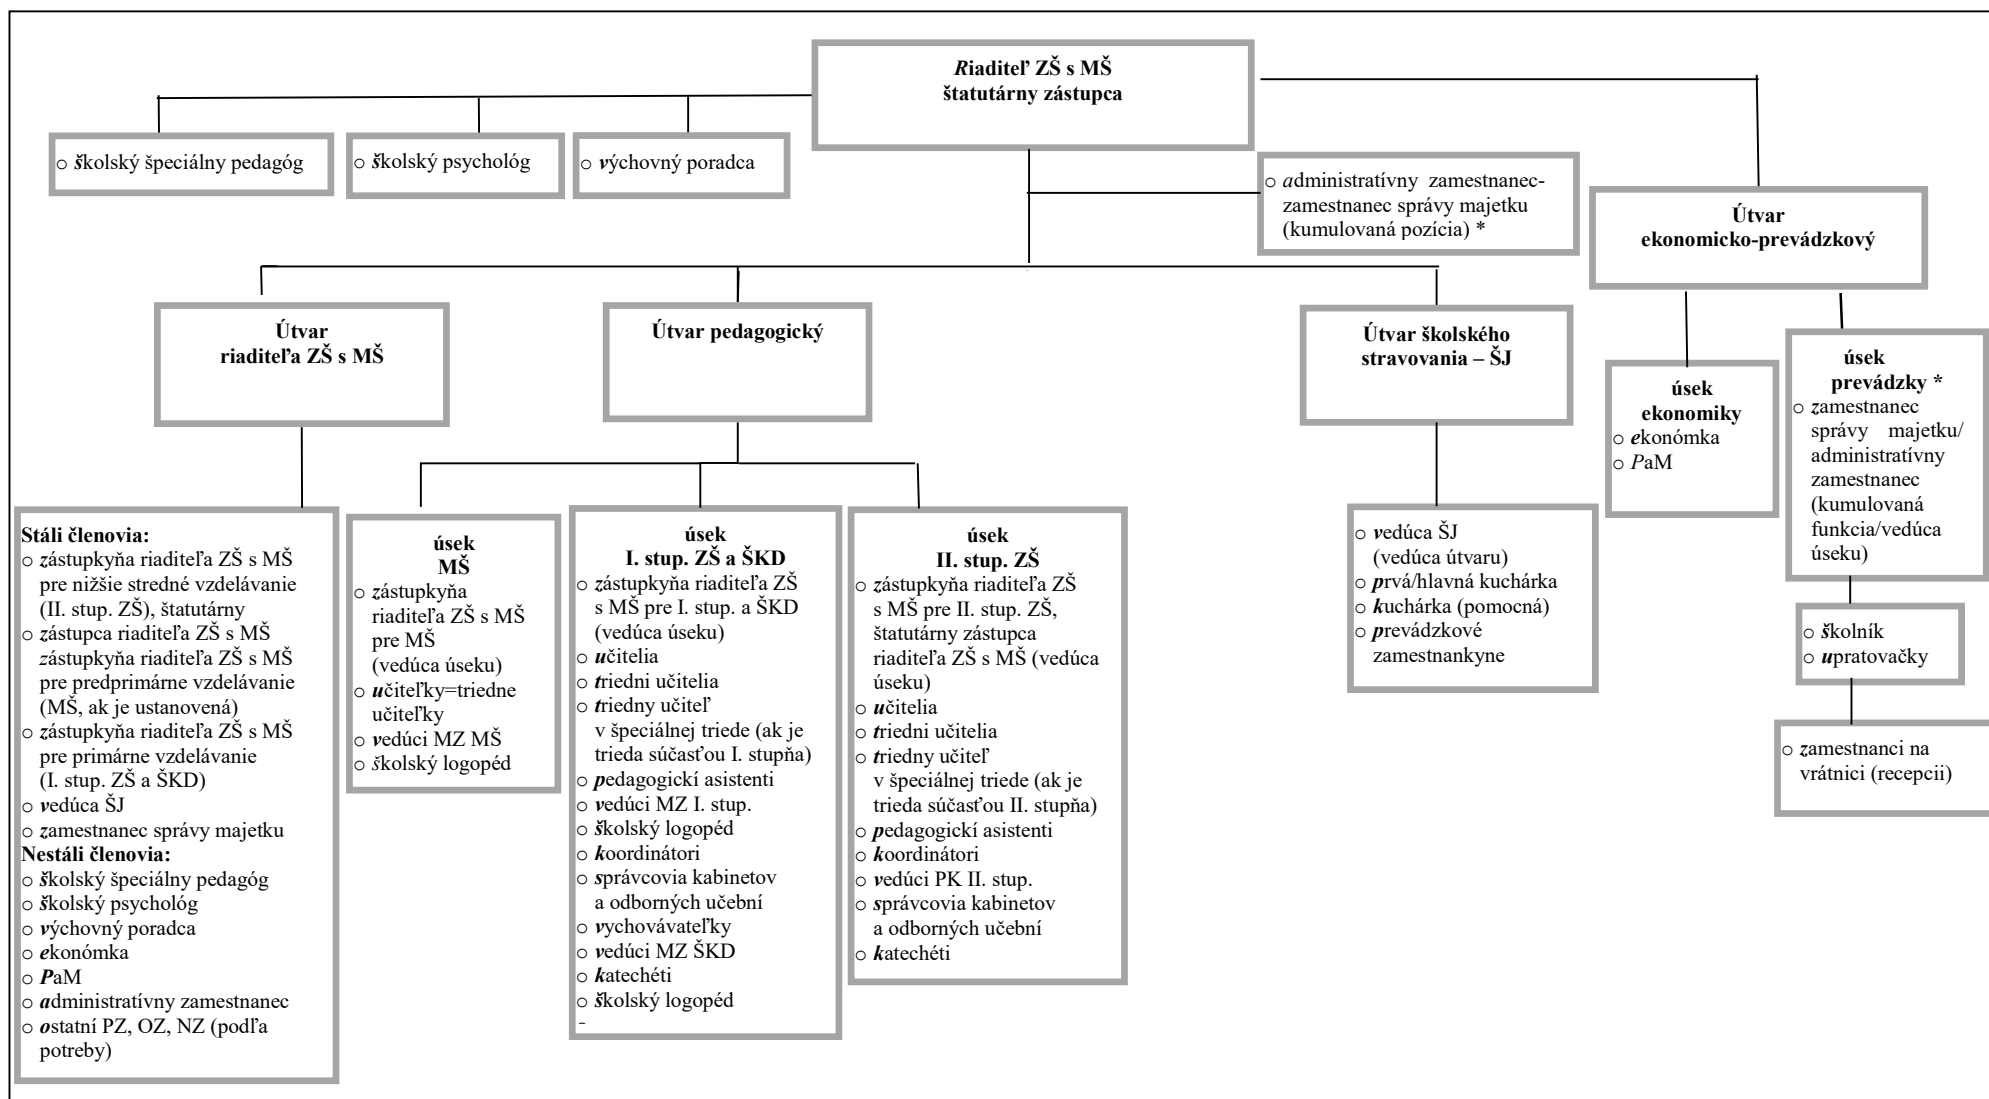 Riaditeľ ZŠ s MŠ
štatutárny zástupca
○ školský špeciálny pedagóg
○ školský psychológ
○ výchovný poradca
○ administratívny zamestnanec-
zamestnanec správy majetku
(kumulovaná pozícia) *
Útvar
ekonomicko-prevádzkový
Útvar
riaditeľa ZŠ s MŠ
Útvar pedagogický
Útvar školského
stravovania – ŠJ
úsek
ekonomiky
○ ekonómka
○ PaM
úsek
prevádzky *
○ zamestnanec
správy majetku/
administratívny
zamestnanec
(kumulovaná
funkcia/vedúca
úseku)
○ školník
○ upratovačky
○ zamestnanci na
vrátnici (recepcii)
Stáli členovia:
○ zástupkyňa riaditeľa ZŠ s MŠ
pre nižšie stredné vzdelávanie
(II. stup. ZŠ), štatutárny
○ zástupca riaditeľa ZŠ s MŠ
zástupkyňa riaditeľa ZŠ s MŠ
pre predprimárne vzdelávanie
(MŠ, ak je ustanovená)
○ zástupkyňa riaditeľa ZŠ s MŠ
pre primárne vzdelávanie
(I. stup. ZŠ a ŠKD)
○ vedúca ŠJ
○ zamestnanec správy majetku
Nestáli členovia:
○ školský špeciálny pedagóg
○ školský psychológ
○ výchovný poradca
○ ekonómka
○ PaM
○ administratívny zamestnanec
○ ostatní PZ, OZ, NZ (podľa
potreby)
úsek
MŠ
○ zástupkyňa
riaditeľa ZŠ s MŠ
pre MŠ
(vedúca úseku)
○ učiteľky=triedne
učiteľky
○ vedúci MZ MŠ
○ školský logopéd
úsek
I. stup. ZŠ a ŠKD
○ zástupkyňa riaditeľa ZŠ
s MŠ pre I. stup. a ŠKD
(vedúca úseku)
○ učitelia
○ triedni učitelia
○ triedny učiteľ
v špeciálnej triede (ak je
trieda súčasťou I. stupňa)
○ pedagogickí asistenti
○ vedúci MZ I. stup.
○ školský logopéd
○ koordinátori
○ správcovia kabinetov
a odborných učební
○ vychovávateľky
○ vedúci MZ ŠKD
○ katechéti
○ školský logopéd
úsek
II. stup. ZŠ
○ zástupkyňa riaditeľa ZŠ
s MŠ pre II. stup. ZŠ,
štatutárny zástupca
riaditeľa ZŠ s MŠ (vedúca
úseku)
○ učitelia
○ triedni učitelia
○ triedny učiteľ
v špeciálnej triede (ak je
trieda súčasťou II. stupňa)
○ pedagogickí asistenti
○ koordinátori
○ vedúci PK II. stup.
○ správcovia kabinetov
a odborných učební
○ katechéti
○ vedúca ŠJ
(vedúca útvaru)
○ prvá/hlavná kuchárka
○ kuchárka (pomocná)
○ prevádzkové
zamestnankyne